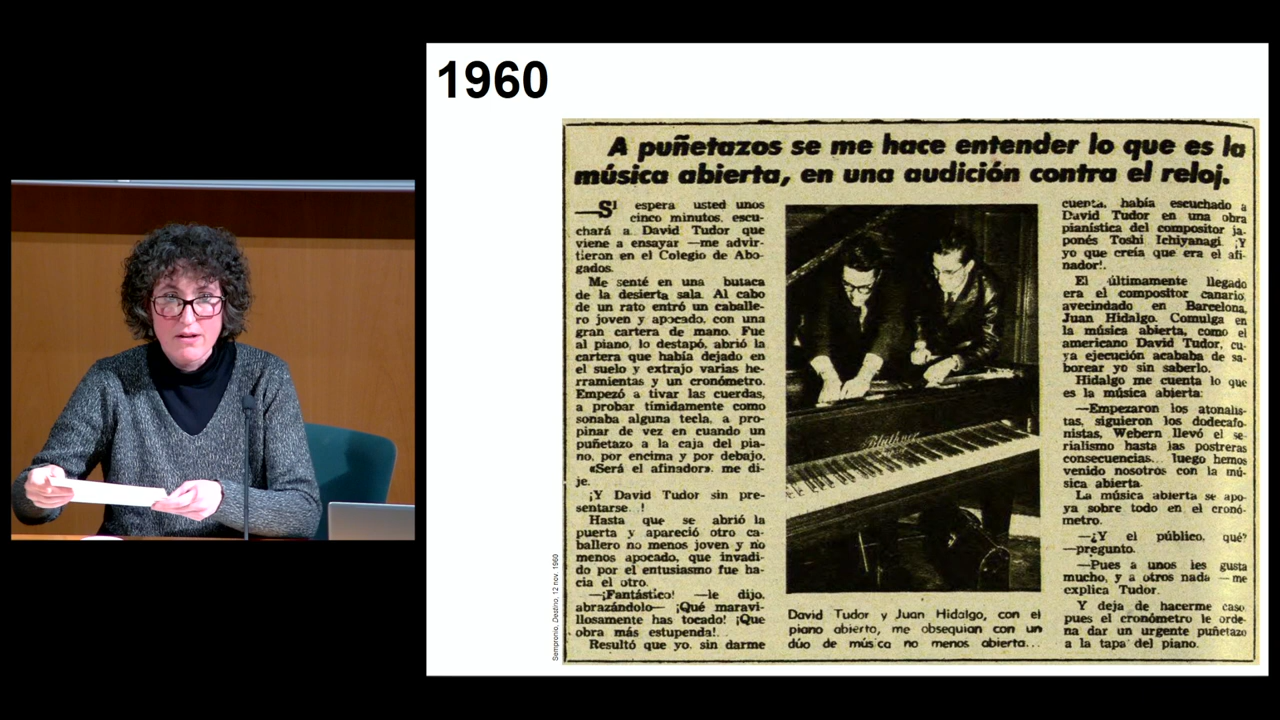 1960
A puñetazos se me hace entender lo que es la
música abierta, en una audición contra el reloj.
—SI espera usted unos
cinco minutos, escu-
chará a David Tudor que
viene a ensayar —me advir-
tieron en el Colegio de Abo-
gados.
Me senté en una butaca
de la desierta sala. Al cabo
de un rato entró un caballe-
ro joven y apocado, con una
gran cartera de mano. Fue
al piano, lo destapó, abrió la
cartera que había dejado en
el suelo y extrajo varias he-
rramientas y un cronómetro.
Empezó a tivar las cuerdas,
a probar tímidamente como
sonaba alguna tecla, a pro-
pinar de vez en cuando un
puñetazo a la caja del pia-
no, por encima y por debajo.
«Será el afinador». me di-
je.
¡Y David Tudor sin pre-
sentarse..!
Hasta que se abrió la
puerta y apareció otro ca-
ballero no menos joven y no
menos apocado, que invadi-
do por el entusiasmo fue ha-
cia el otro.
—¡Fantástico! —le dijo,
abrazándolo— ¡Qué maravi-
llosamente has tocado! ¡Que
obra más estupenda!.
Resultó que yo, sin darme
Blüthner
David Tudor y Juan Hidalgo, con el
piano abierto, me obsequian con un
dúo de música no menos abierta...
cuenta, había escuchado a
David Tudor en una obra
pianística del compositor ja-
ponés Toshi Ichiyanagi. ¡Y
yo que creía que era el afi-
nador!.
El últimamente llegado
era el compositor canario,
avecindado en Barcelona,
Juan Hidalgo. Comulga en
la música abierta, como el
americano David Tudor, cu-
ya ejecución acababa de sa-
borear yo sin saberlo.
Hidalgo me cuenta lo que
es la música abierta:
—Empezaron los atonalis-
tas, siguieron los dodecafo-
nistas, Webern llevó el se-
rialismo hasta las postreras
consecuencias... luego hemos
venido nosotros con la mú-
sica abierta.
La música abierta se apo-
ya sobre todo en el cronó-
metro.
—¿Y el público, qué?
—pregunto.
—Pues a unos les gusta
mucho, y a otros nada —me
explica Tudor.
Y deja de hacerme caso,
pues el cronómetro le orde-
na dar un urgente puñetazo
a la tapa del piano.
Sempronio, Destino, 12 nov. 1960